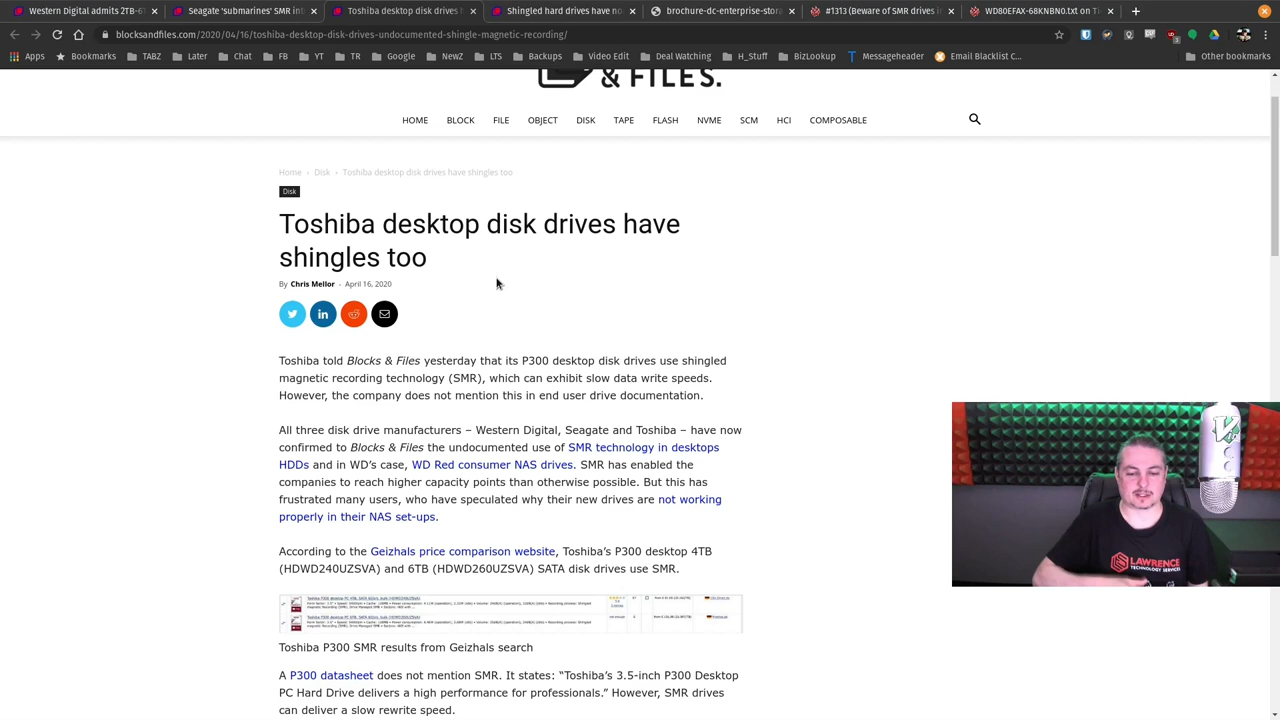 Western Digital admits 2TB-6
Seagate 'submarines' SMR int
Toshiba desktop disk drives h
Shingled hard drives have no
brochure-dc-enterprise-sto
#1313 (Beware of SMR drives i
WD80EFAX-68KNBN0.txt on Ti
blocksandfiles.com/2020/04/16/toshiba-desktop-disk-drives-undocumented-shingle-magnetic-recording/
Apps Bookmarks TABZ Later Chat FB YT TR Google NewZ LTS Backups Video Edit Deal Watching H_Stuff BizLookup Messageheader Email Blacklist C... Other bookmarks
& FILES.
HOME BLOCK FILE OBJECT DISK TAPE FLASH NVME SCM HCI COMPOSABLE
Home › Disk › Toshiba desktop disk drives have shingles too
Disk
Toshiba desktop disk drives have
shingles too
By Chris Mellor - April 16, 2020
Toshiba told Blocks & Files yesterday that its P300 desktop disk drives use shingled
magnetic recording technology (SMR), which can exhibit slow data write speeds.
However, the company does not mention this in end user drive documentation.
All three disk drive manufacturers – Western Digital, Seagate and Toshiba – have now
confirmed to Blocks & Files the undocumented use of SMR technology in desktops
HDDs and in WD's case, WD Red consumer NAS drives. SMR has enabled the
companies to reach higher capacity points than otherwise possible. But this has
frustrated many users, who have speculated why their new drives are not working
properly in their NAS set-ups.
According to the Geizhals price comparison website, Toshiba's P300 desktop 4TB
(HDWD240UZSVA) and 6TB (HDWD260UZSVA) SATA disk drives use SMR.
Toshiba P300 SMR results from Geizhals search
A P300 datasheet does not mention SMR. It states: “Toshiba's 3.5-inch P300 Desktop
PC Hard Drive delivers a high performance for professionals.” However, SMR drives
can deliver a slow rewrite speed.
LAWRENCE
TECHNOLOGY SERVICES